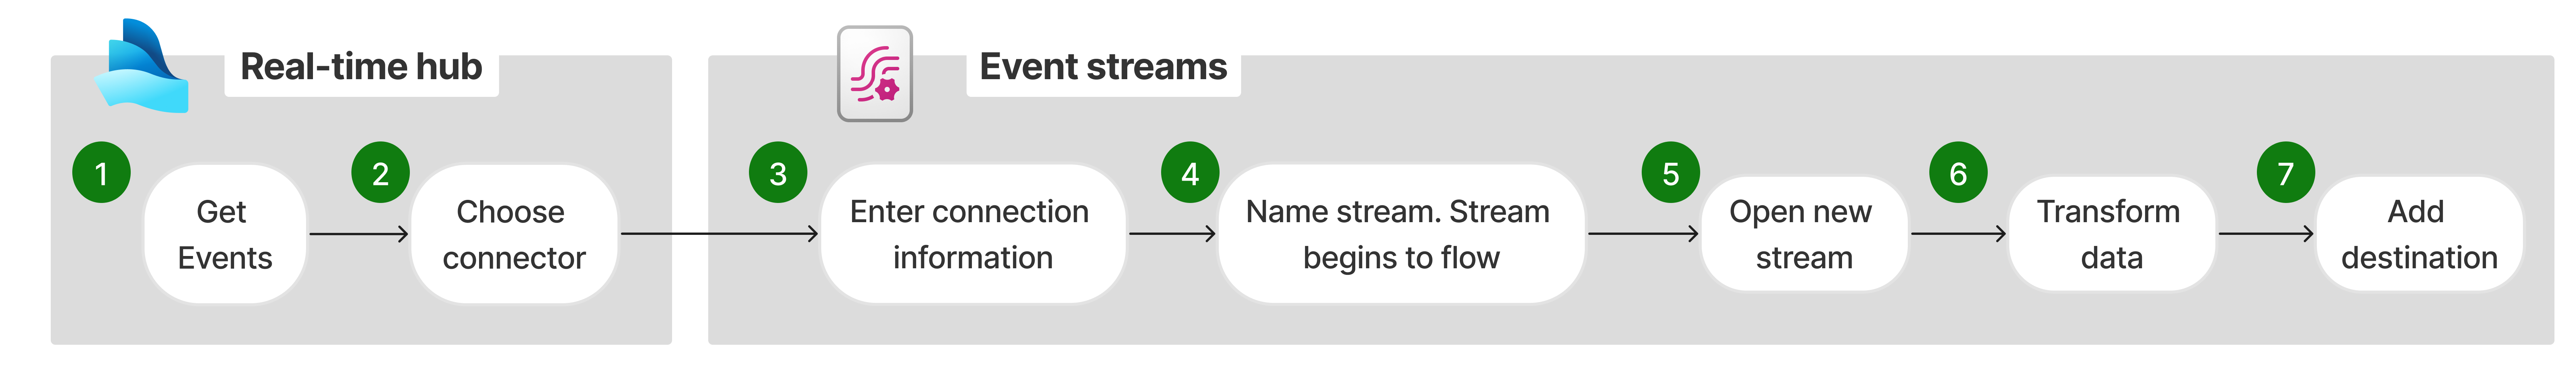 Real-time hub
Event streams
1
Get
Events
2
Choose
connector
3
Enter connection
information
4
Name stream. Stream
begins to flow
5
Open new
stream
6
Transform
data
7
Add
destination